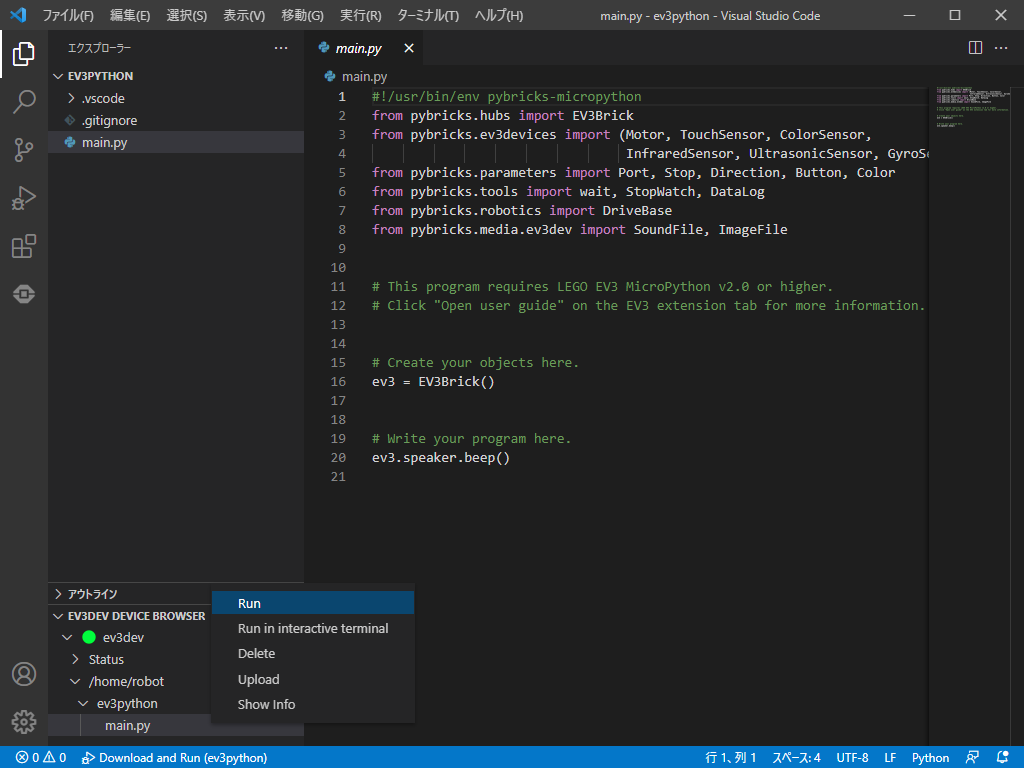 ファイル(F) 編集(E) 選択(S) 表示(V) 移動(G) 実行(R) ターミナル(T) ヘルプ(H) main.py - ev3python - Visual Studio Code
エクスプローラー
EV3PYTHON
.vscode
.gitignore
main.py
main.py
main.py
1 #!/usr/bin/env pybricks-micropython
2 from pybricks.hubs import EV3Brick
3 from pybricks.ev3devices import (Motor, TouchSensor, ColorSensor,
4 InfraredSensor, UltrasonicSensor, GyroSe
5 from pybricks.parameters import Port, Stop, Direction, Button, Color
6 from pybricks.tools import wait, StopWatch, DataLog
7 from pybricks.robotics import DriveBase
8 from pybricks.media.ev3dev import SoundFile, ImageFile
9
10
11 # This program requires LEGO EV3 MicroPython v2.0 or higher.
12 # Click "Open user guide" on the EV3 extension tab for more information.
13
14
15 # Create your objects here.
16 ev3 = EV3Brick()
17
18
19 # Write your program here.
20 ev3.speaker.beep()
21
アウトライン
EV3DEV DEVICE BROWSER
ev3dev
Status
/home/robot
ev3python
main.py
Run
Run in interactive terminal
Delete
Upload
Show Info
0 0 Download and Run (ev3python) 行 1、列 1 スペース: 4 UTF-8 LF Python